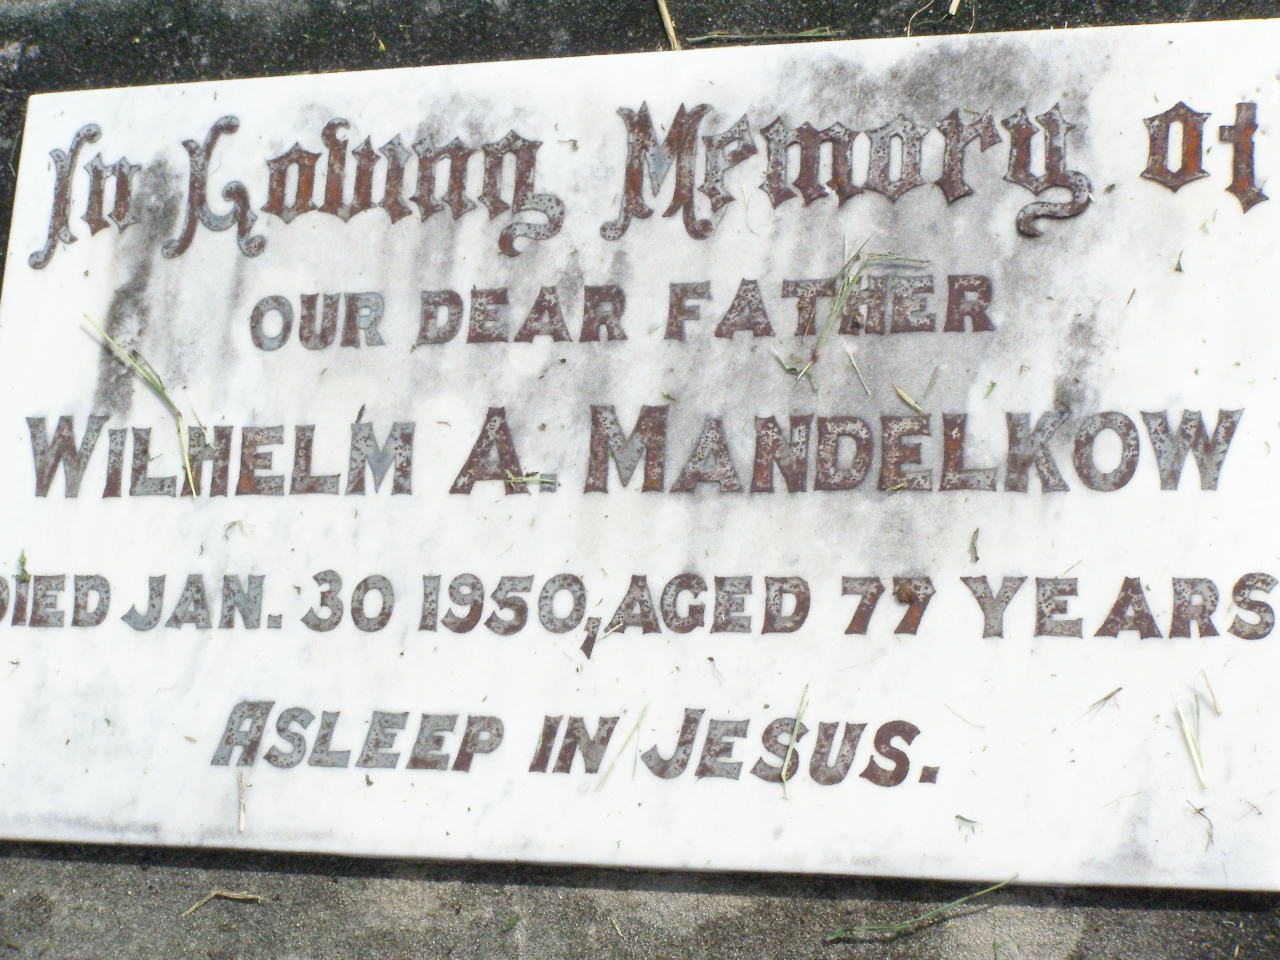 In Loving Memory of
OUR DEAR FATHER
WILHELM A. MANDELKOW
DIED JAN. 30 1950, AGED 77 YEARS
ASLEEP IN JESUS.